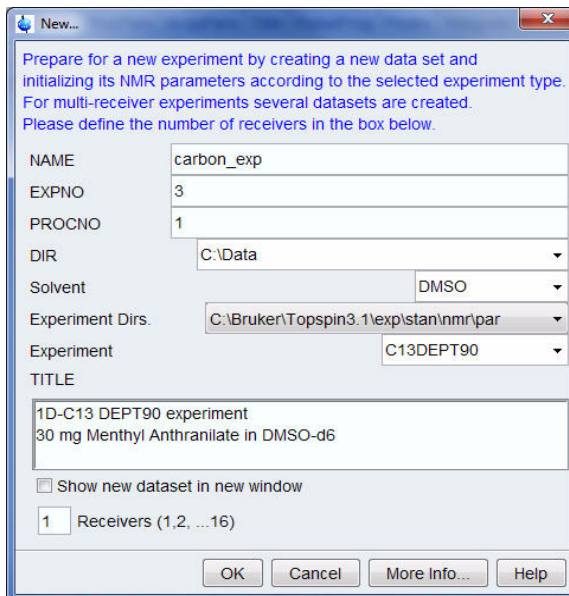 New...
Prepare for a new experiment by creating a new data set and
initializing its NMR parameters according to the selected experiment type.
For multi-receiver experiments several datasets are created.
Please define the number of receivers in the box below.
NAME carbon_exp
EXPNO 3
PROCNO 1
DIR C:\Data
Solvent DMSO
Experiment Dirs. C:\Bruker\Topspin3.1\exp\stan\nmr\par
Experiment C13DEPT90
TITLE
1D-C13 DEPT90 experiment
30 mg Menthyl Anthranilate in DMSO-d6
Show new dataset in new window
1 Receivers (1,2, ...16)
OK Cancel More Info... Help